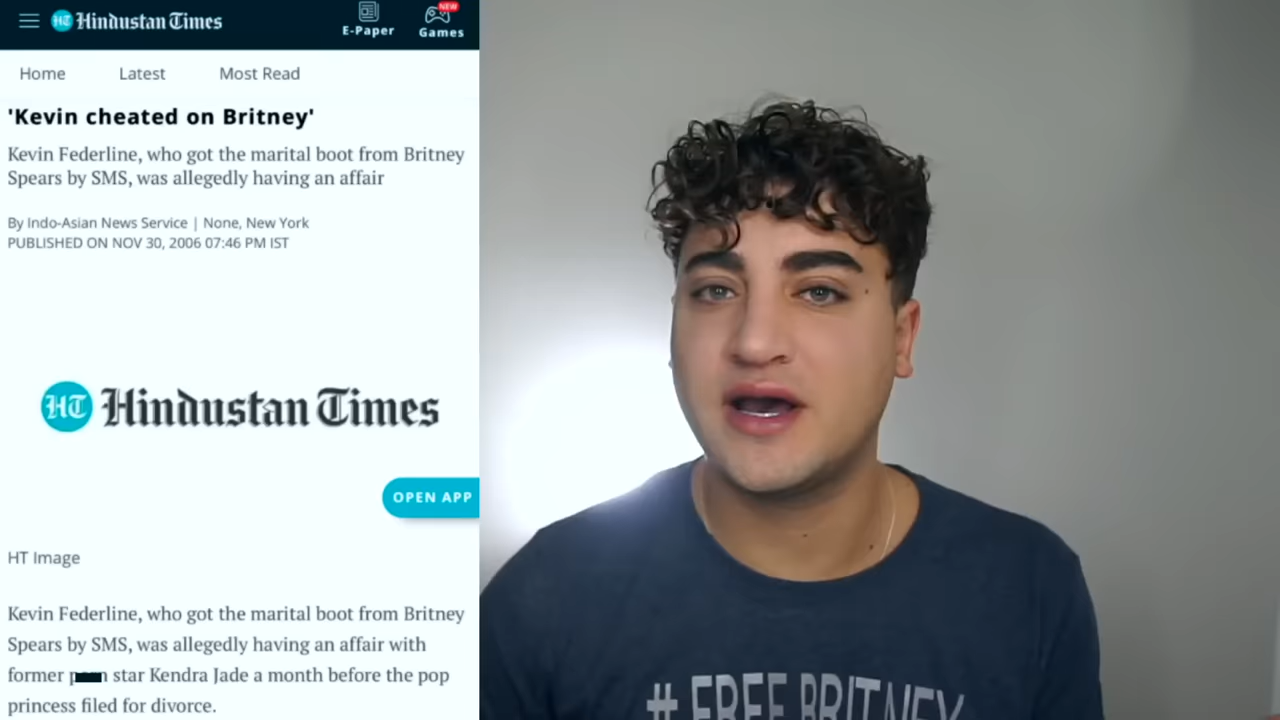 HT Hindustan Times
E-Paper
NEW
Games
Home Latest Most Read
'Kevin cheated on Britney'
Kevin Federline, who got the marital boot from Britney
Spears by SMS, was allegedly having an affair
By Indo-Asian News Service | None, New York
PUBLISHED ON NOV 30, 2006 07:46 PM IST
HT Hindustan Times
OPEN APP
HT Image
Kevin Federline, who got the marital boot from Britney
Spears by SMS, was allegedly having an affair with
former star Kendra Jade a month before the pop
princess filed for divorce.
# FREE BRITNEY